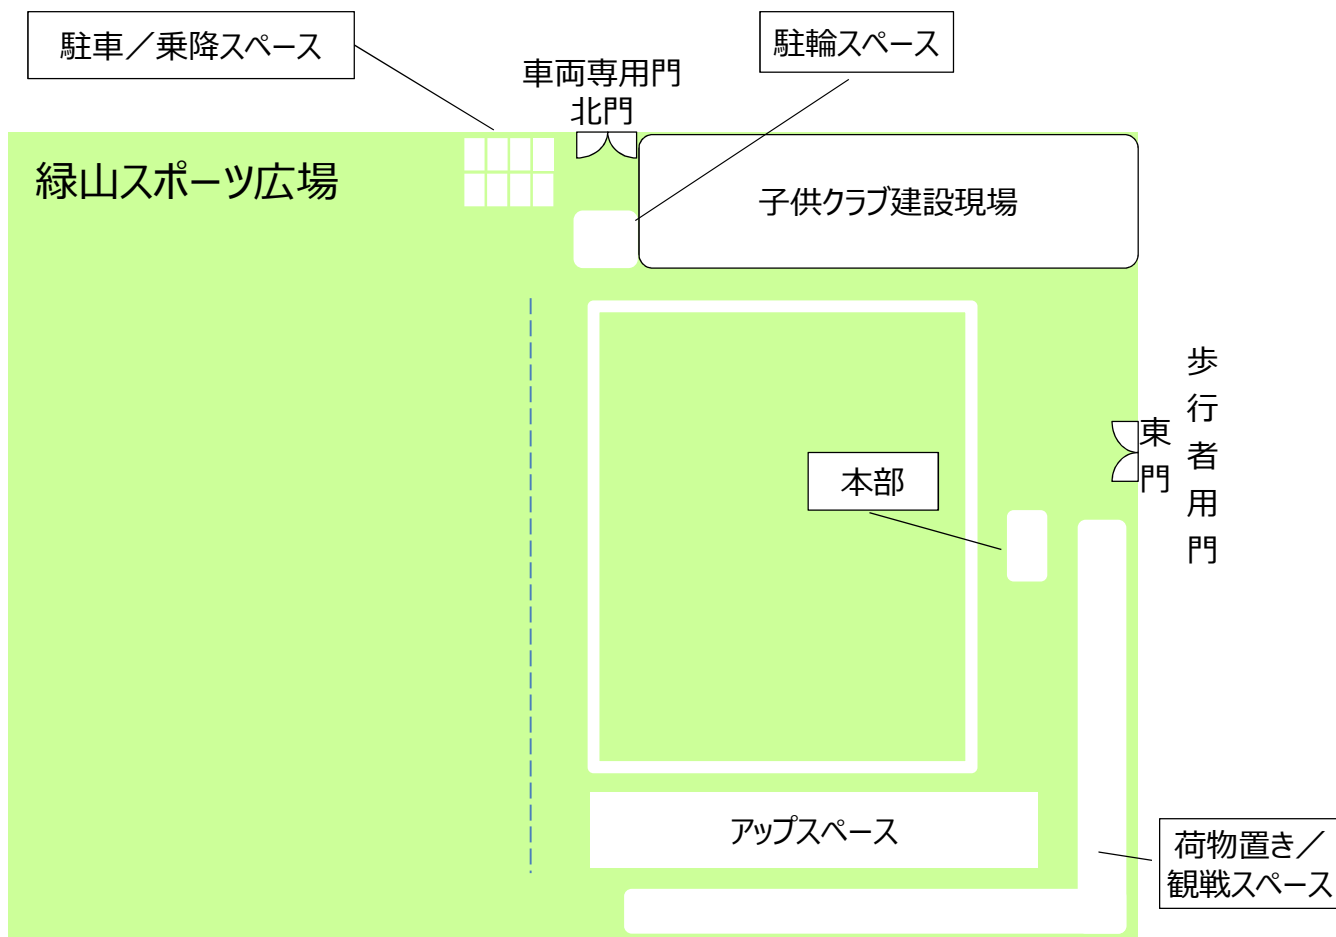 駐車／乗降スペース
駐輪スペース
車両専用門
北門
緑山スポーツ広場
子供クラブ建設現場
歩行者用門
東門
本部
アップスペース
荷物置き／
観戦スペース